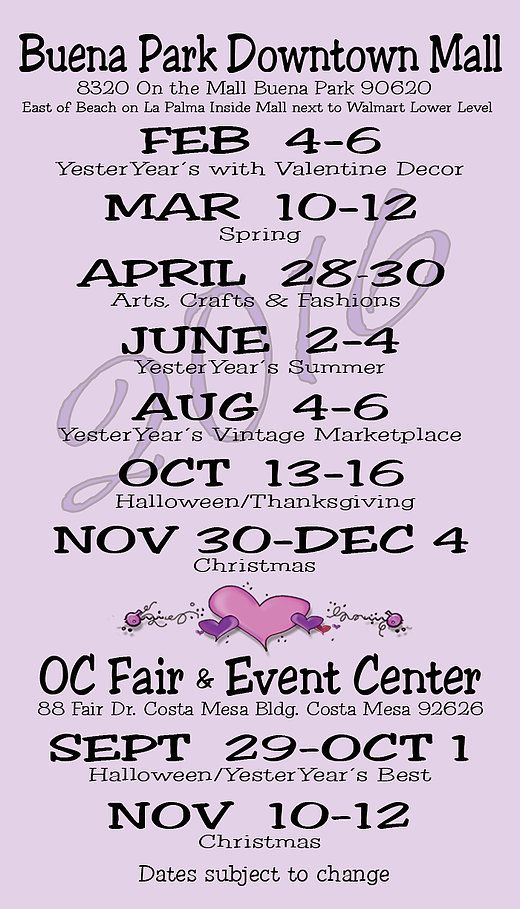 Buena Park Downtown Mall
8320 On the Mall Buena Park 90620
East of Beach on La Palma Inside Mall next to Walmart Lower Level
FEB 4-6
YesterYear's with Valentine Decor
MAR 10-12
Spring
APRIL 28-30
Arts, Crafts & Fashions
JUNE 2-4
YesterYear's Summer
AUG 4-6
YesterYear's Vintage Marketplace
OCT 13-16
Halloween/Thanksgiving
NOV 30-DEC 4
Christmas
2016
OC Fair & Event Center
88 Fair Dr. Costa Mesa Bldg. Costa Mesa 92626
SEPT 29-OCT 1
Halloween/YesterYear's Best
NOV 10-12
Christmas
Dates subject to change